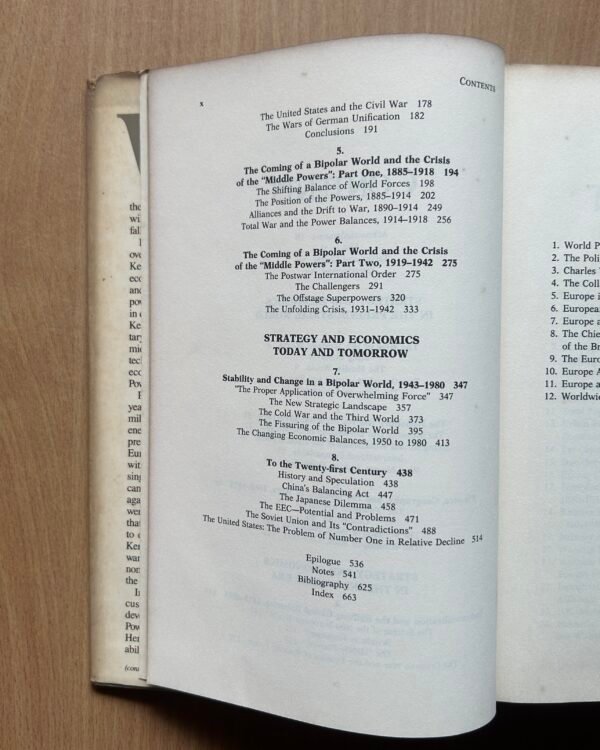 x
CONTENTS
The United States and the Civil War 178
The Wars of German Unification 182
Conclusions 191
5.
The Coming of a Bipolar World and the Crisis
of the "Middle Powers": Part One, 1885–1918 194
The Shifting Balance of World Forces 198
The Position of the Powers, 1885–1914 202
Alliances and the Drift to War, 1890–1914 249
Total War and the Power Balances, 1914–1918 256
6.
The Coming of a Bipolar World and the Crisis
of the "Middle Powers": Part Two, 1919–1942 275
The Postwar International Order 275
The Challengers 291
The Offstage Superpowers 320
The Unfolding Crisis, 1931–1942 333
STRATEGY AND ECONOMICS
TODAY AND TOMORROW
7.
Stability and Change in a Bipolar World, 1943–1980 347
"The Proper Application of Overwhelming Force" 347
The New Strategic Landscape 357
The Cold War and the Third World 373
The Fissuring of the Bipolar World 395
The Changing Economic Balances, 1950 to 1980 413
8.
To the Twenty-first Century 438
History and Speculation 438
China's Balancing Act 447
The Japanese Dilemma 458
The EEC—Potential and Problems 471
The Soviet Union and Its "Contradictions" 488
The United States: The Problem of Number One in Relative Decline 514
Epilogue 536
Notes 541
Bibliography 625
Index 663
1. World P
2. The Poli
3. Charles
4. The Coll
5. Europe i
6. Europea
7. Europe a
8. The Chie
of the Br
9. The Euro
10. Europe A
11. Europe a
12. Worldwi